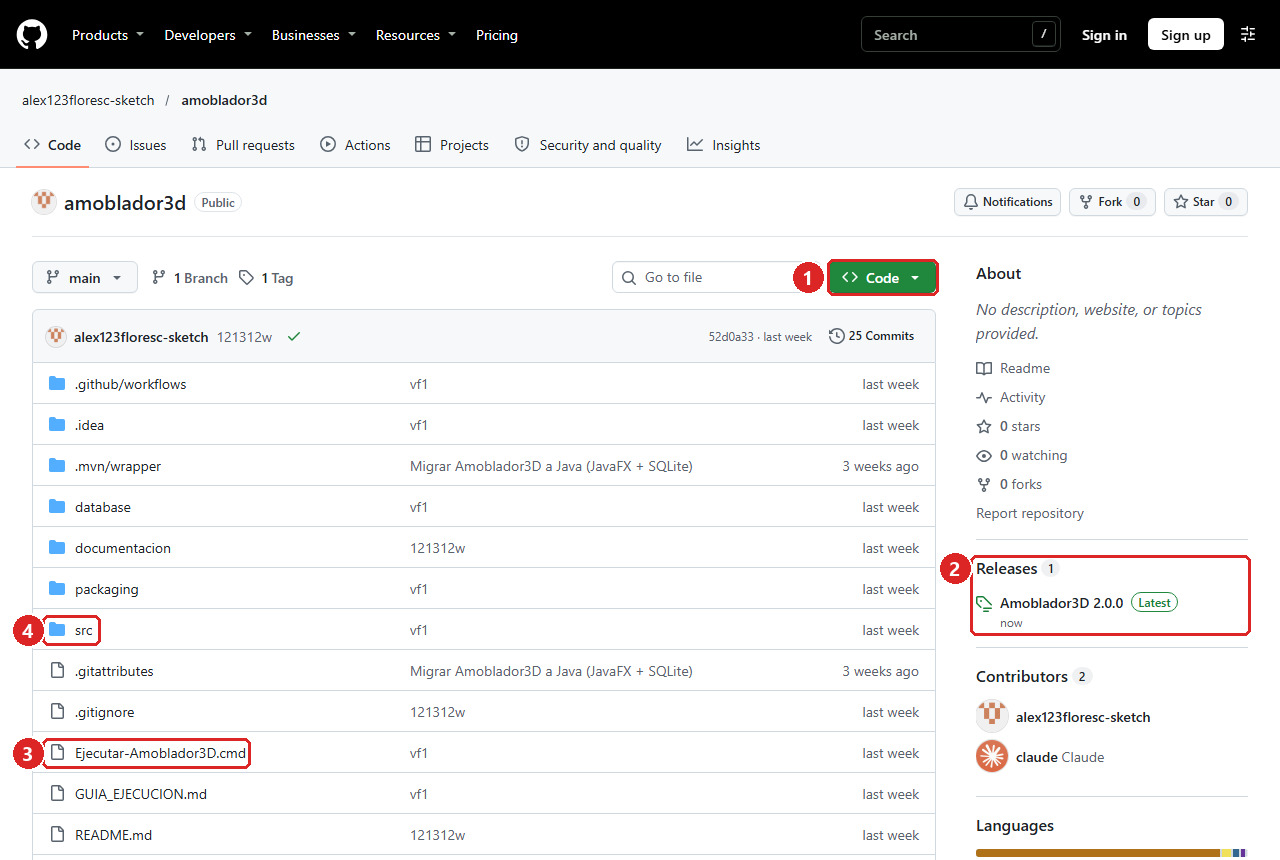 Products Developers Businesses Resources Pricing Search / Sign in Sign up
alex123floresc-sketch / amoblador3d
Code Issues Pull requests Actions Projects Security and quality Insights
amoblador3d Public Notifications Fork 0 Star 0
main 1 Branch 1 Tag Go to file 1 Code
alex123floresc-sketch 121312w 52d0a33 · last week 25 Commits
.github/workflows vf1 last week
.idea vf1 last week
.mvn/wrapper Migrar Amoblador3D a Java (JavaFX + SQLite) 3 weeks ago
database vf1 last week
documentacion 121312w last week
packaging vf1 last week
4 src vf1 last week
.gitattributes Migrar Amoblador3D a Java (JavaFX + SQLite) 3 weeks ago
.gitignore 121312w last week
3 Ejecutar-Amoblador3D.cmd vf1 last week
GUIA_EJECUCION.md vf1 last week
README.md 121312w last week
About
No description, website, or topics
provided.
Readme
Activity
0 stars
0 watching
0 forks
Report repository
2 Releases 1
Amoblador3D 2.0.0 Latest
now
Contributors 2
alex123floresc-sketch
claude Claude
Languages